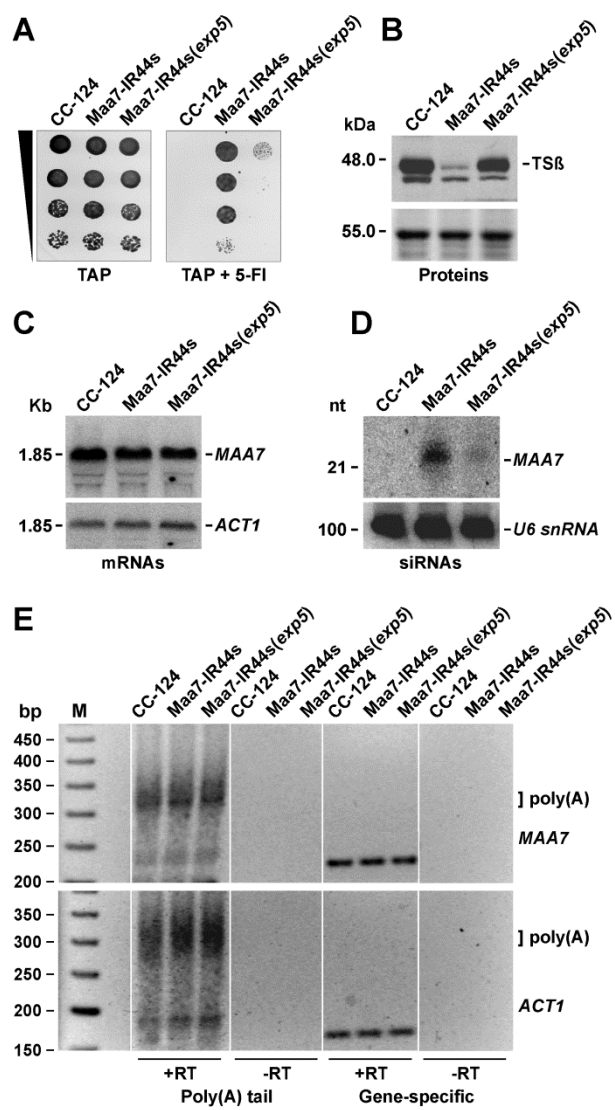 A
CC-124
Maa7-IR44s
Maa7-IR44s(exp5)
CC-124
Maa7-IR44s
Maa7-IR44s(exp5)
TAP
TAP + 5-FI
B
CC-124
Maa7-IR44s
Maa7-IR44s(exp5)
kDa
48.0
TSß
55.0
Proteins
C
CC-124
Maa7-IR44s
Maa7-IR44s(exp5)
Kb
1.85
MAA7
1.85
ACT1
mRNAs
D
CC-124
Maa7-IR44s
Maa7-IR44s(exp5)
nt
21
MAA7
100
U6 snRNA
siRNAs
E
CC-124
Maa7-IR44s
Maa7-IR44s(exp5)
CC-124
Maa7-IR44s
Maa7-IR44s(exp5)
CC-124
Maa7-IR44s
Maa7-IR44s(exp5)
CC-124
Maa7-IR44s
Maa7-IR44s(exp5)
bp
M
450
400
350
300
250
200
] poly(A)
MAA7
350
300
250
200
150
] poly(A)
ACT1
+RT
-RT
+RT
-RT
Poly(A) tail
Gene-specific